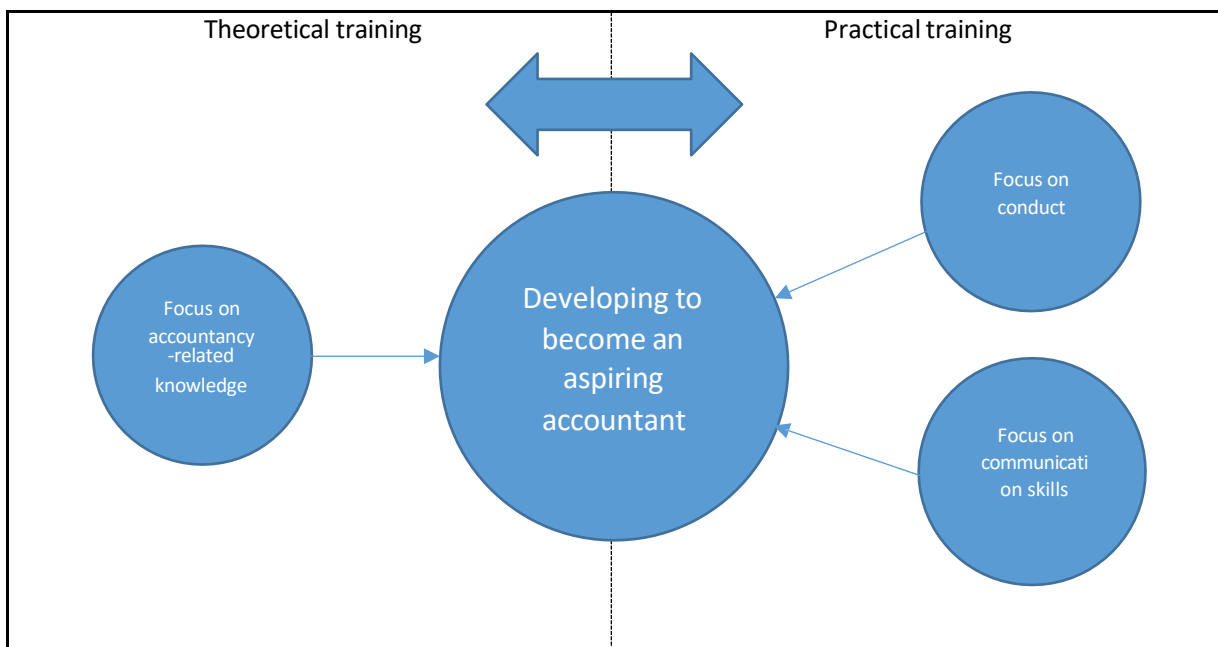 Theoretical training
Practical training
Focus on
conduct
Focus on
accountancy
-related
knowledge
Developing to
become an
aspiring
accountant
Focus on
communicati
on skills